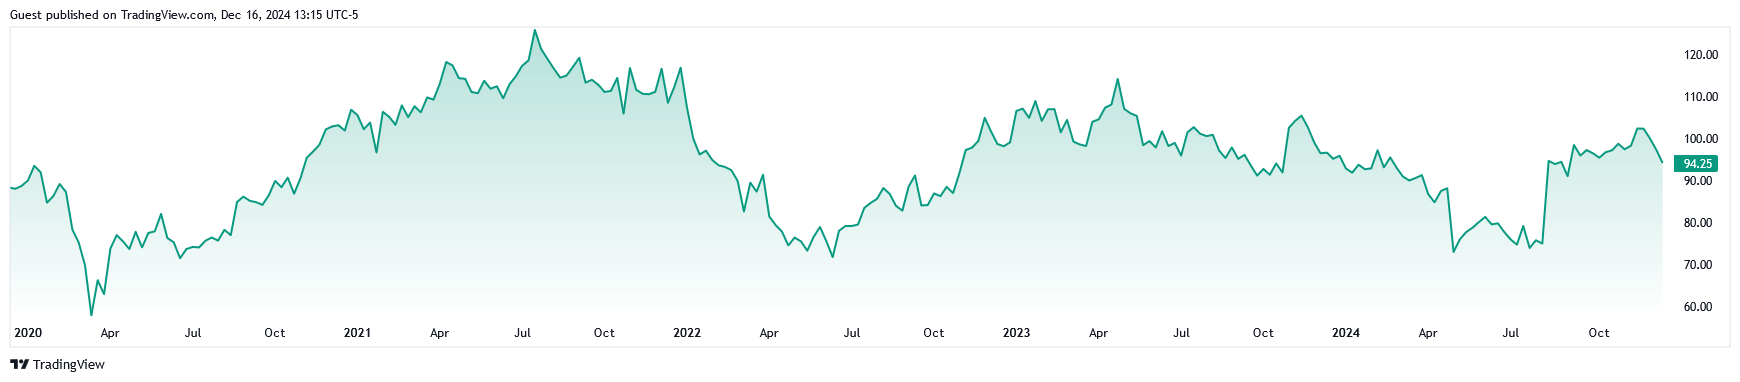 Guest published on TradingView.com, Dec 16, 2024 13:15 UTC-5
120.00
110.00
100.00
94.25
90.00
80.00
70.00
60.00
2020 Apr Jul Oct 2021 Apr Jul Oct 2022 Apr Jul Oct 2023 Apr Jul Oct 2024 Apr Jul Oct
TradingView